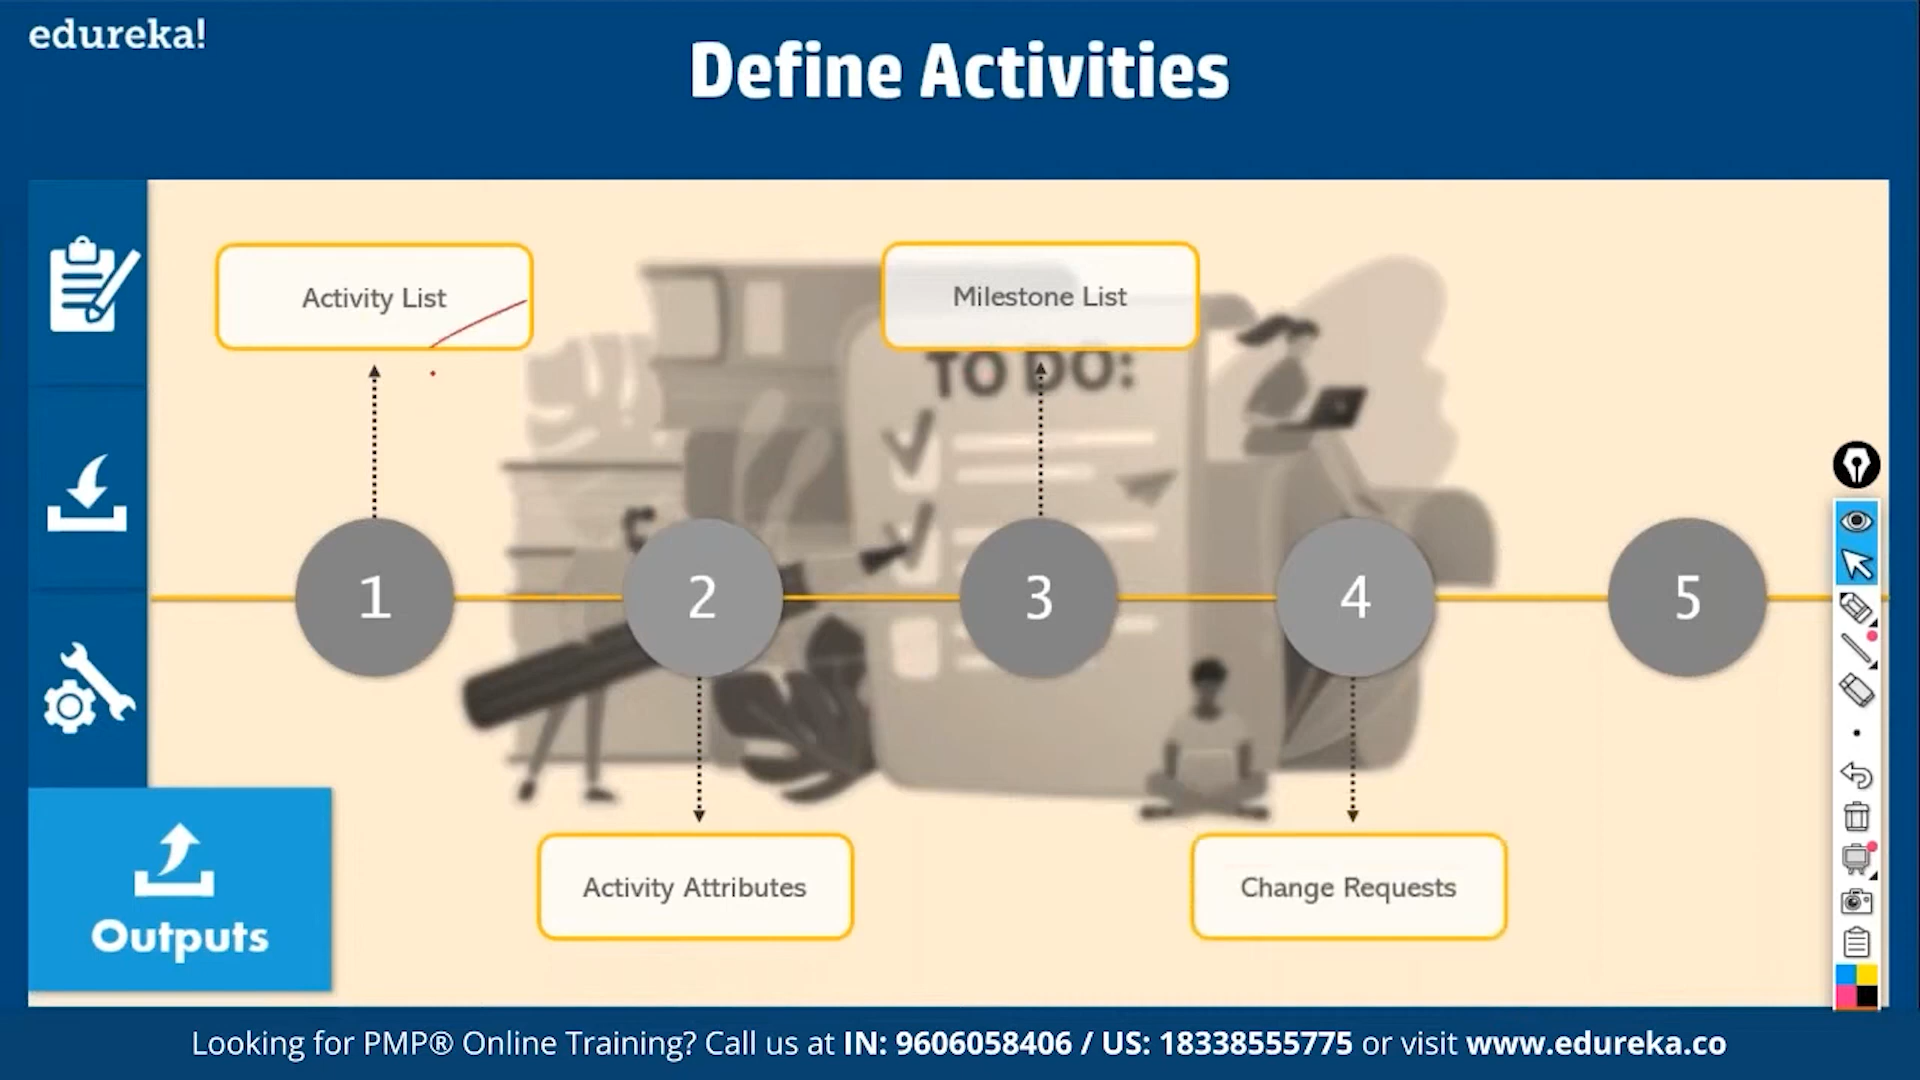 edureka!
Define Activities
Activity List
Milestone List
TO DO:
1
2
3
4
5
Activity Attributes
Change Requests
Outputs
Looking for PMP® Online Training? Call us at IN: 9606058406 / US: 18338555775 or visit www.edureka.co